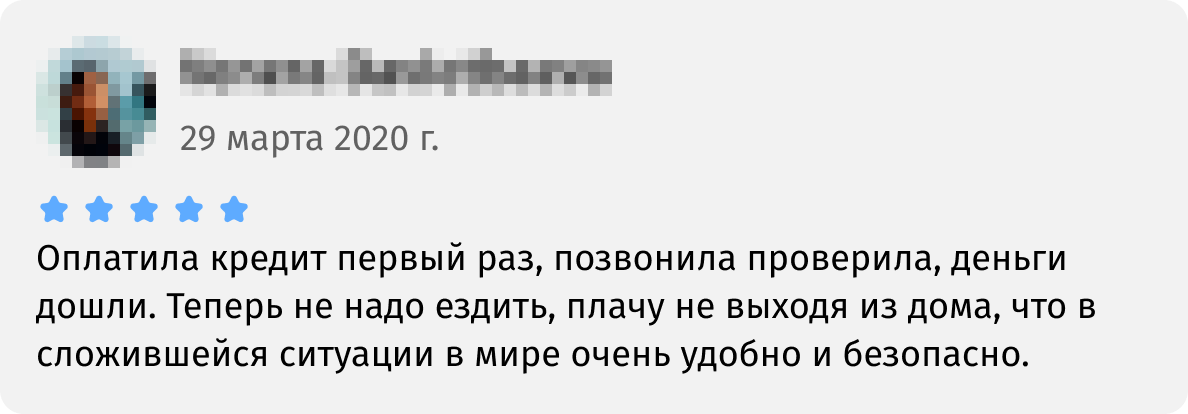 29 марта 2020 г.
Оплатила кредит первый раз, позвонила проверила, деньги
дошли. Теперь не надо ездить, плачу не выходя из дома, что в
сложившейся ситуации в мире очень удобно и безопасно.